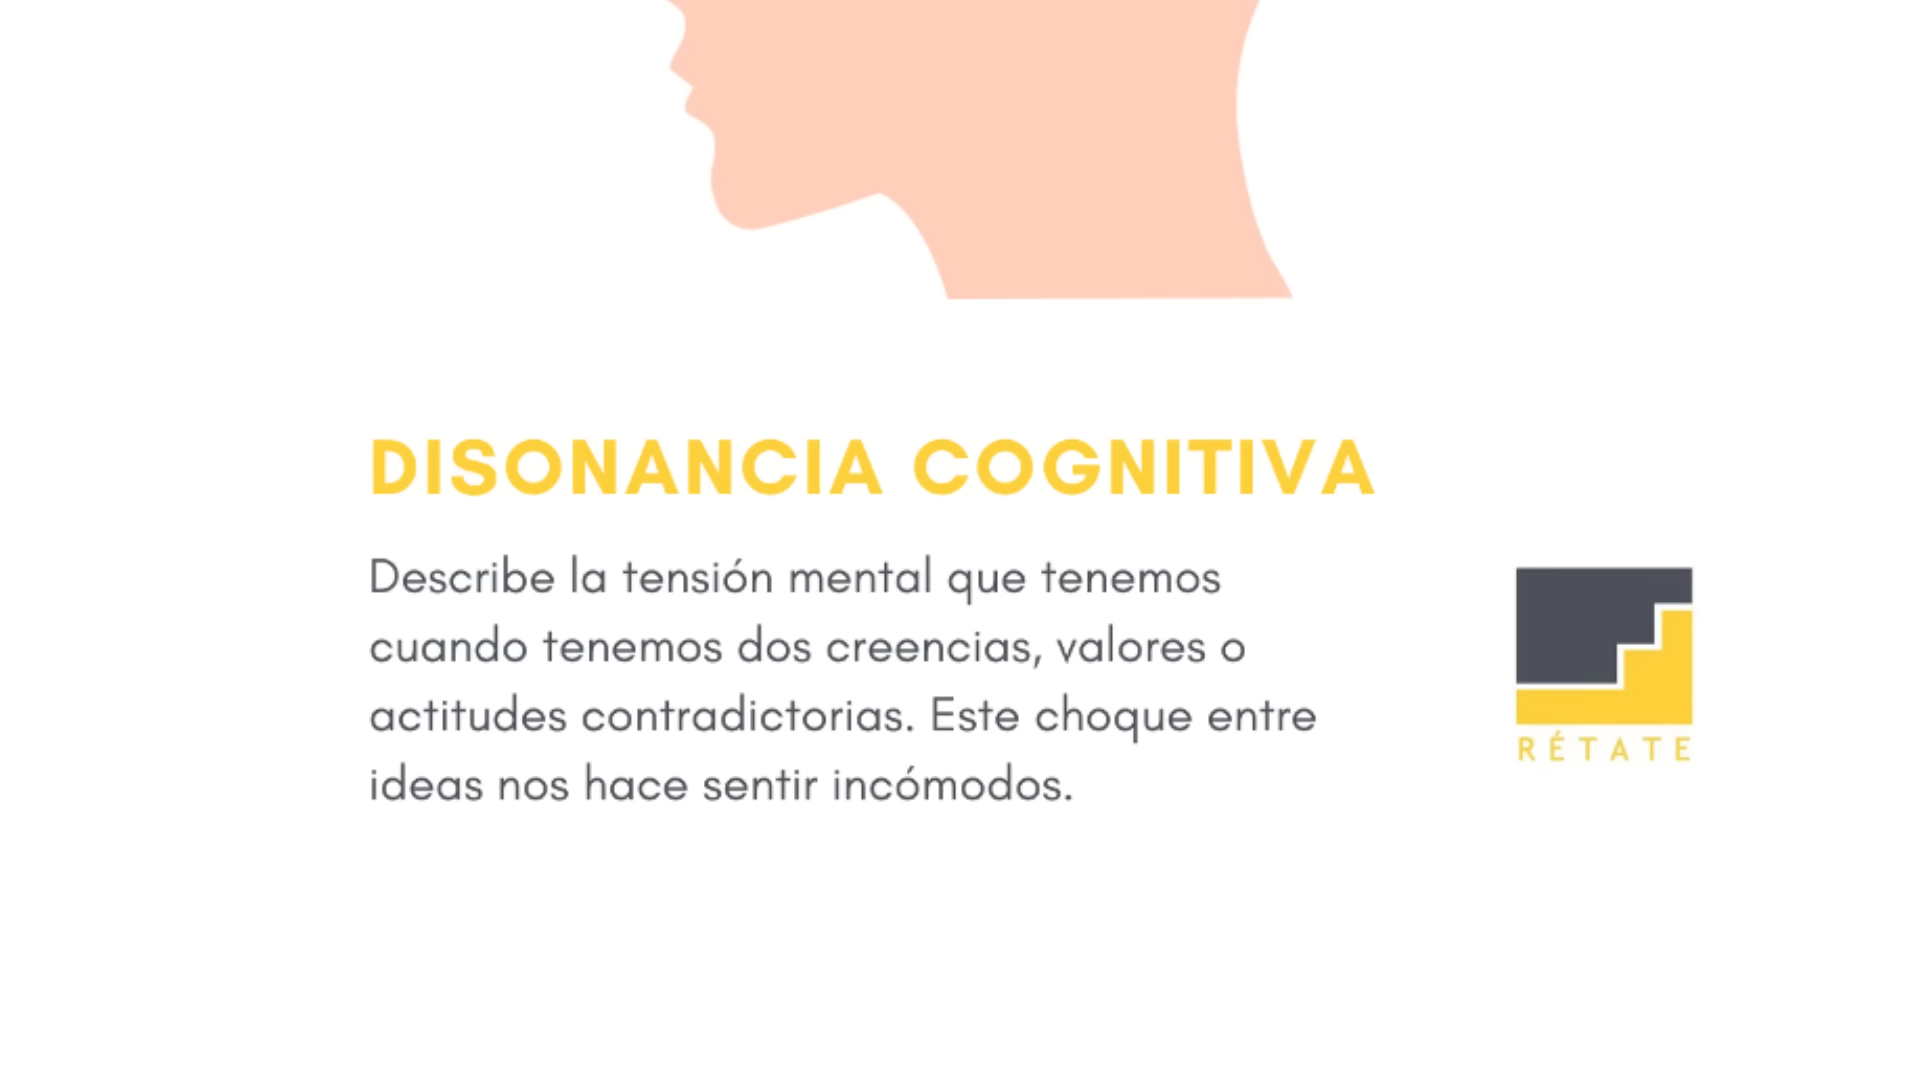 DISONANCIA COGNITIVA
Describe la tensión mental que tenemos
cuando tenemos dos creencias, valores o
actitudes contradictorias. Este choque entre
ideas nos hace sentir incómodos.
RÉTATE